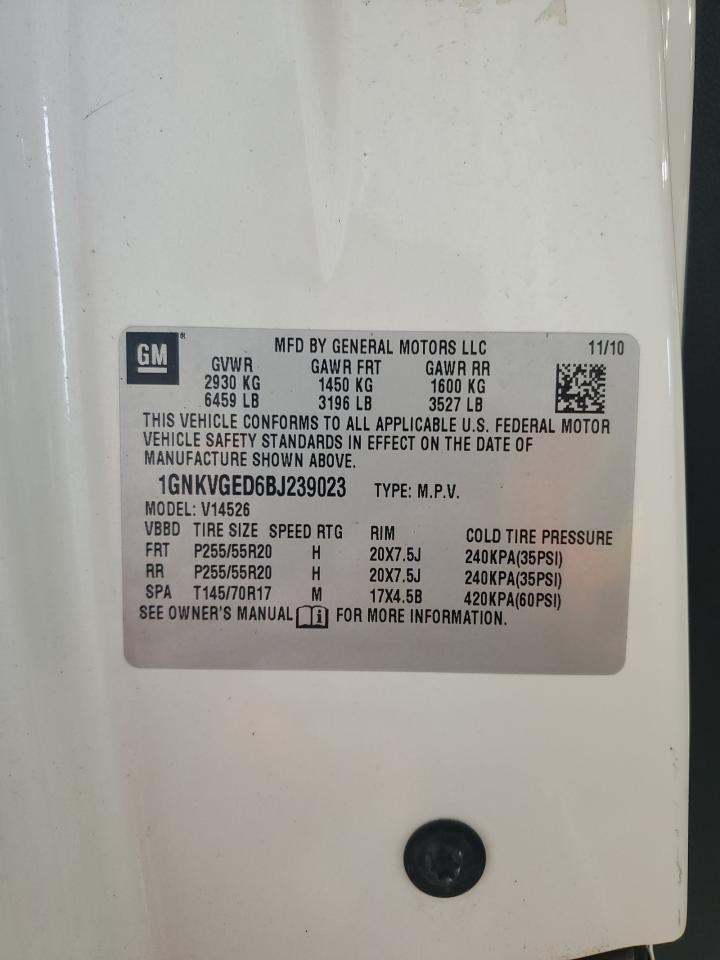 GM ®
MFD BY GENERAL MOTORS LLC 11/10
GVWR GAWR FRT GAWR RR
2930 KG 1450 KG 1600 KG
6459 LB 3196 LB 3527 LB
THIS VEHICLE CONFORMS TO ALL APPLICABLE U.S. FEDERAL MOTOR
VEHICLE SAFETY STANDARDS IN EFFECT ON THE DATE OF
MANUFACTURE SHOWN ABOVE.
1GNKVGED6BJ239023 TYPE: M.P.V.
MODEL: V14526
VBBD TIRE SIZE SPEED RTG RIM COLD TIRE PRESSURE
FRT P255/55R20 H 20X7.5J 240KPA(35PSI)
RR P255/55R20 H 20X7.5J 240KPA(35PSI)
SPA T145/70R17 M 17X4.5B 420KPA(60PSI)
SEE OWNER'S MANUAL i FOR MORE INFORMATION.